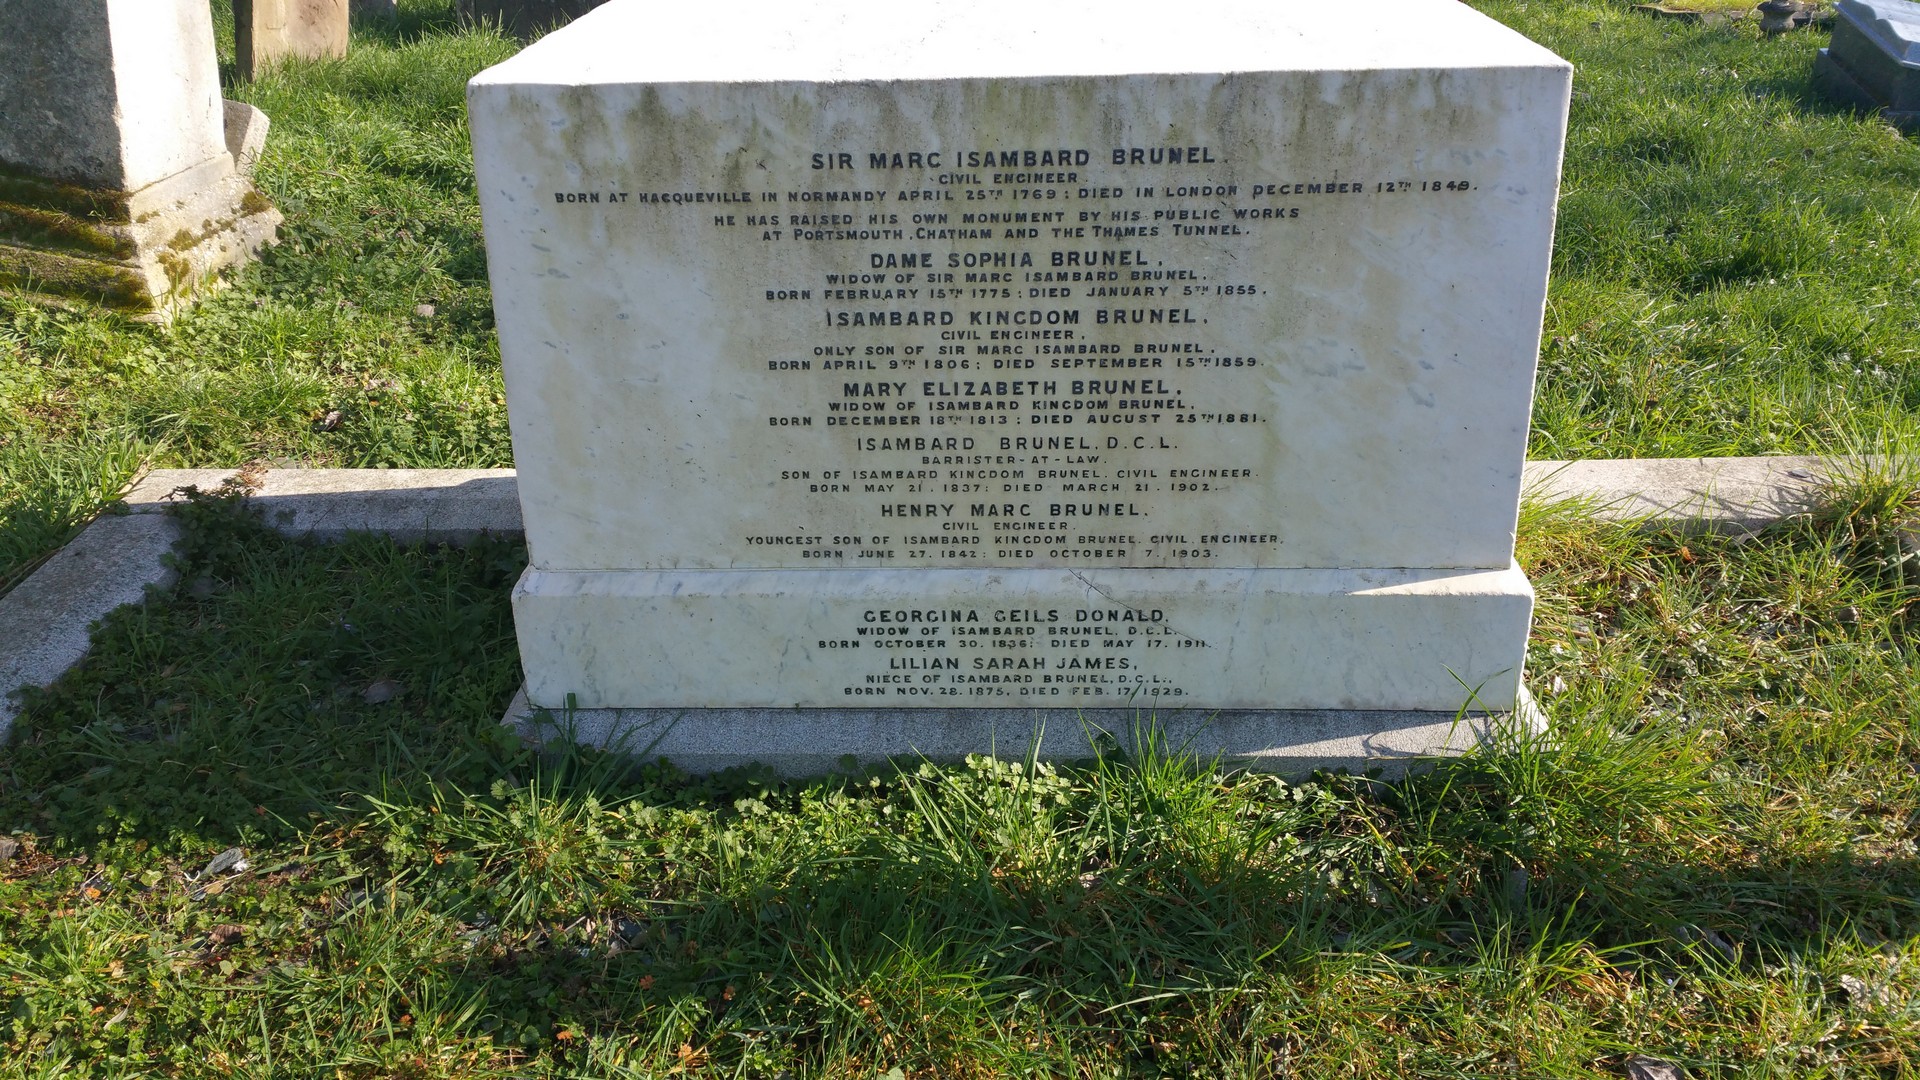 SIR MARC ISAMBARD BRUNEL.
CIVIL ENGINEER
BORN AT HACQUEVILLE IN NORMANDY APRIL 25TH 1769: DIED IN LONDON DECEMBER 12TH 1849.
HE HAS RAISED HIS OWN MONUMENT BY HIS PUBLIC WORKS
AT PORTSMOUTH, CHATHAM AND THE THAMES TUNNEL.
DAME SOPHIA BRUNEL,
WIDOW OF SIR MARC ISAMBARD BRUNEL.
BORN FEBRUARY 15TH 1775: DIED JANUARY 5TH 1855.
ISAMBARD KINGDOM BRUNEL,
CIVIL ENGINEER,
ONLY SON OF SIR MARC ISAMBARD BRUNEL,
BORN APRIL 9TH 1806: DIED SEPTEMBER 15TH 1859.
MARY ELIZABETH BRUNEL,
WIDOW OF ISAMBARD KINGDOM BRUNEL,
BORN DECEMBER 18TH 1813: DIED AUGUST 25TH 1881.
ISAMBARD BRUNEL, D.C.L.
BARRISTER-AT-LAW.
SON OF ISAMBARD KINGDOM BRUNEL. CIVIL ENGINEER.
BORN MAY 21. 1837: DIED MARCH 21. 1902.
HENRY MARC BRUNEL.
CIVIL ENGINEER.
YOUNGEST SON OF ISAMBARD KINGDOM BRUNEL. CIVIL ENGINEER.
BORN JUNE 27. 1842: DIED OCTOBER 7. 1903.
GEORGINA GEILS DONALD.
WIDOW OF ISAMBARD BRUNEL, D.C.L.
BORN OCTOBER 30. 1836: DIED MAY 17. 1911.
LILIAN SARAH JAMES,
NIECE OF ISAMBARD BRUNEL, D.C.L.,
BORN NOV. 28. 1875, DIED FEB. 17, 1929.